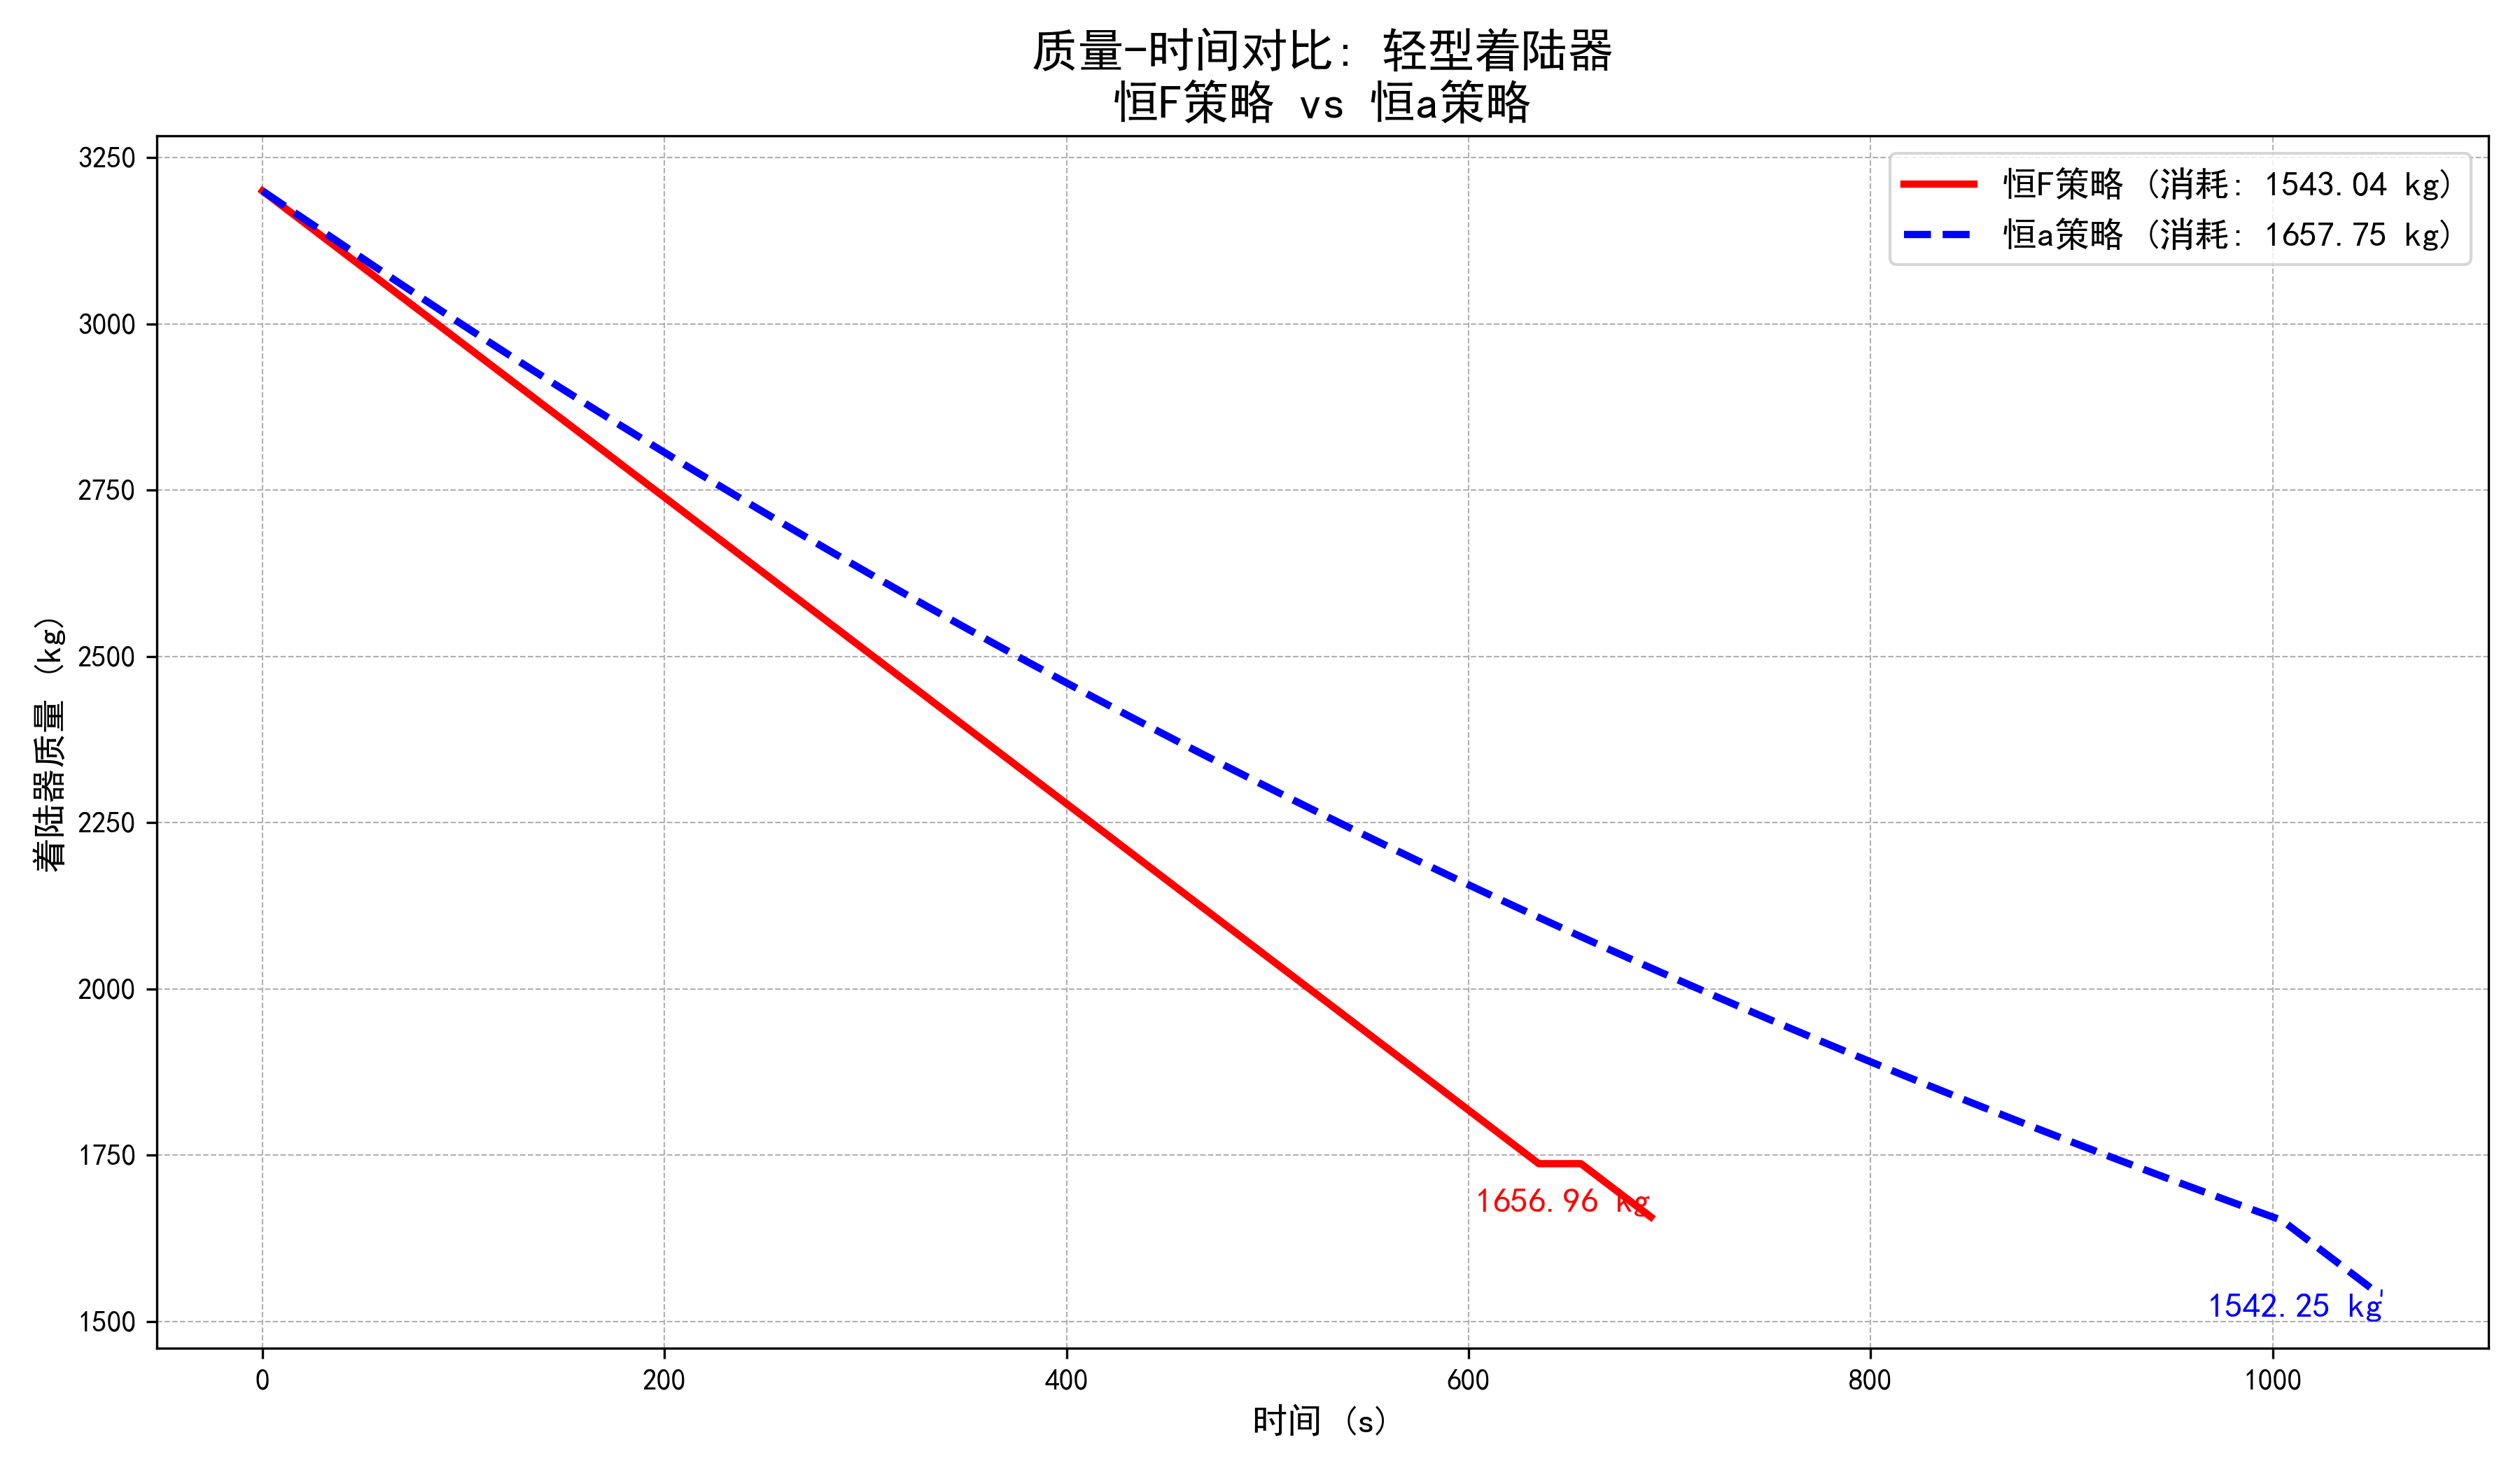 质量-时间对比: 轻型着陆器
恒F策略 vs 恒a策略
恒F策略 (消耗: 1543.04 kg)
恒a策略 (消耗: 1657.75 kg)
着陆器质量 (kg)
3250
3000
2750
2500
2250
2000
1750
1500
1656.96 kg
1542.25 kg
0 200 400 600 800 1000
时间 (s)